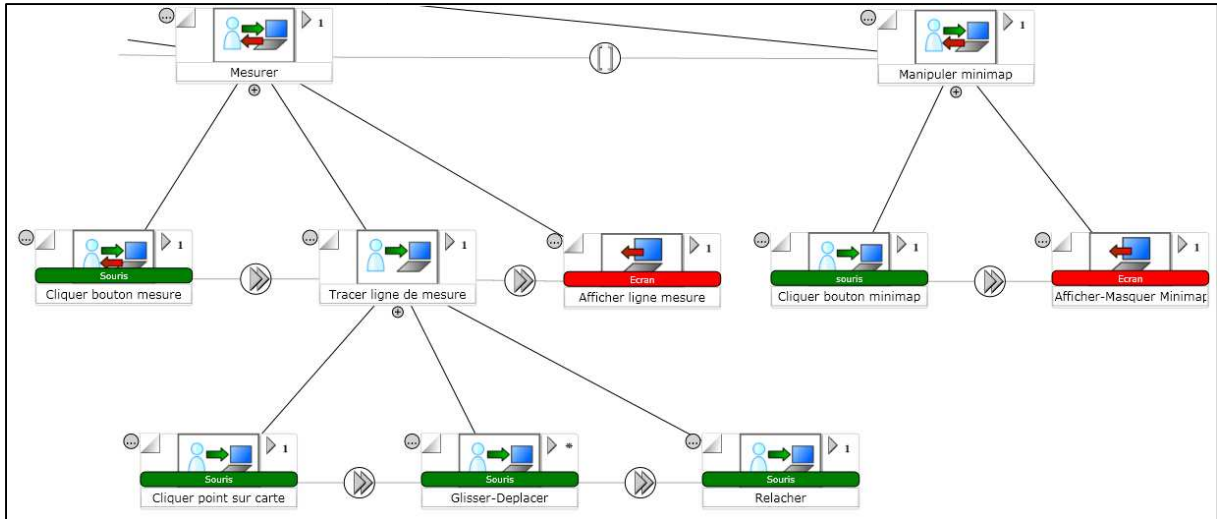 1
1
[ ]
Mesurer
Manipuler minimap
1
1
1
1
1
Souris
Ecran
souris
Ecran
Cliquer bouton mesure
Tracer ligne de mesure
Afficher ligne mesure
Cliquer bouton minimap
Afficher-Masquer Minimap
1
*
1
Souris
Souris
Souris
Cliquer point sur carte
Glisser-Deplacer
Relacher